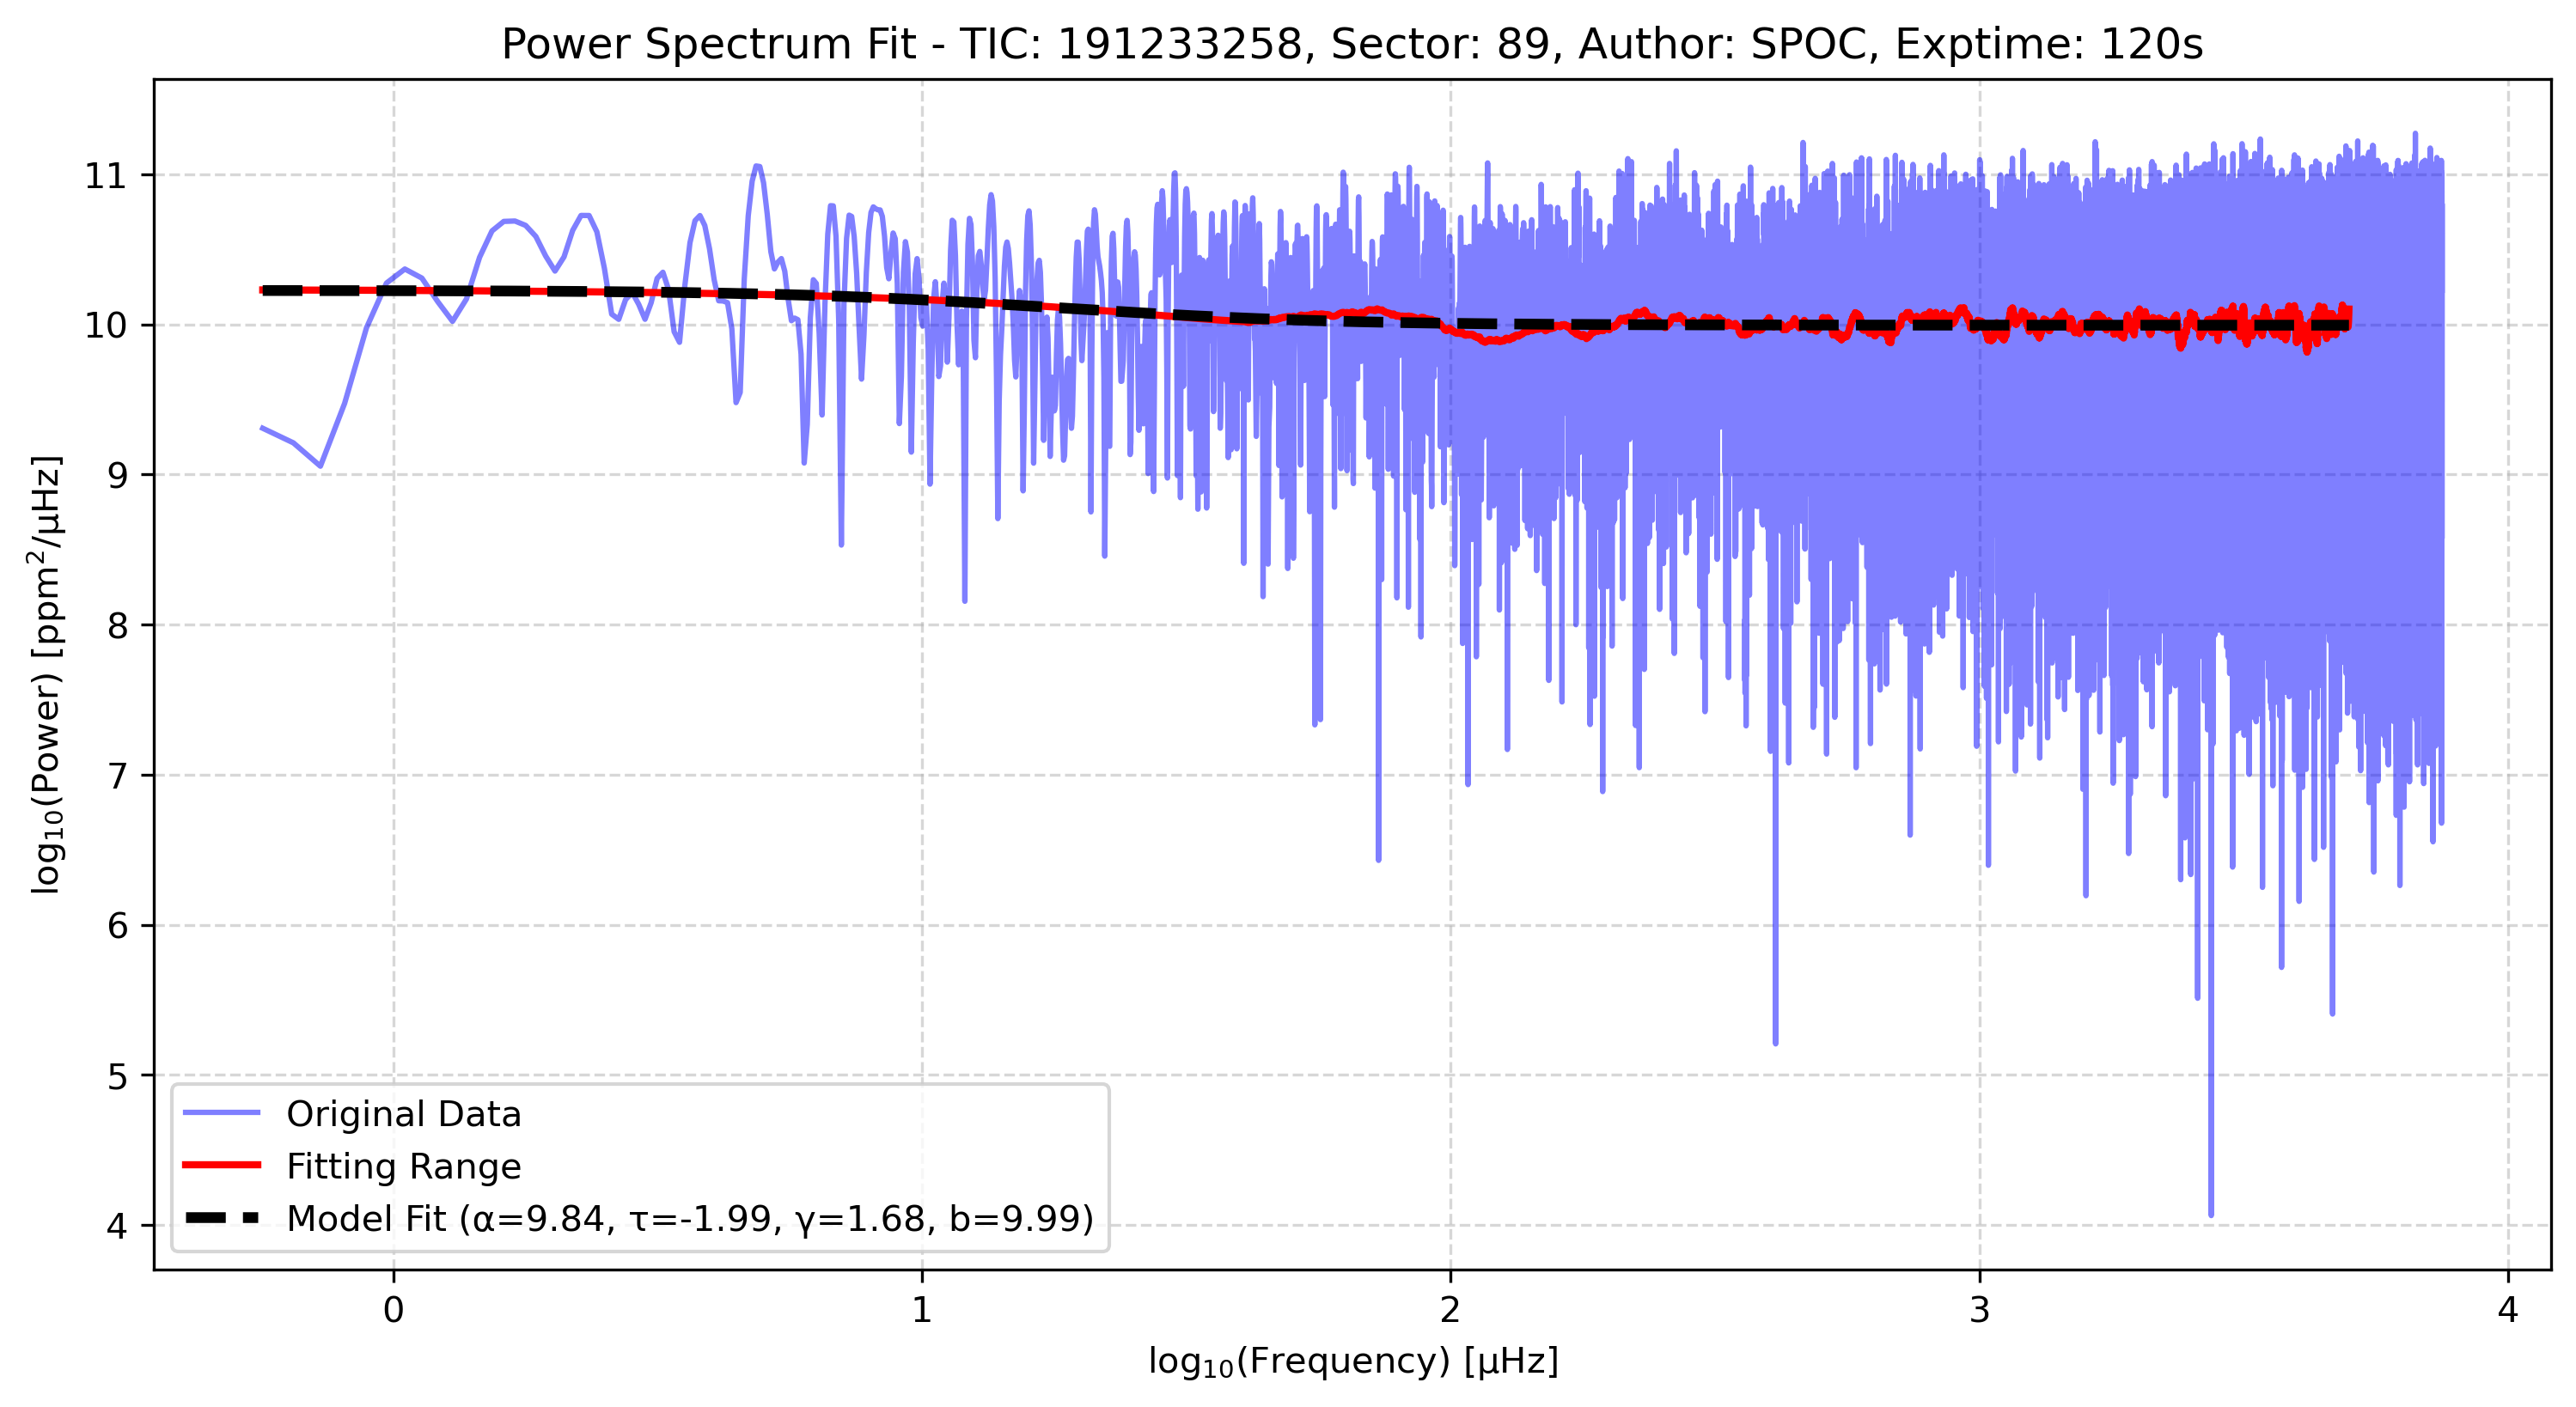 Power Spectrum Fit - TIC: 191233258, Sector: 89, Author: SPOC, Exptime: 120s
log₁₀(Power) [ppm²/μHz]
11
10
9
8
7
6
5
4
Original Data
Fitting Range
Model Fit (α=9.84, τ=-1.99, γ=1.68, b=9.99)
0 1 2 3 4
log₁₀(Frequency) [μHz]